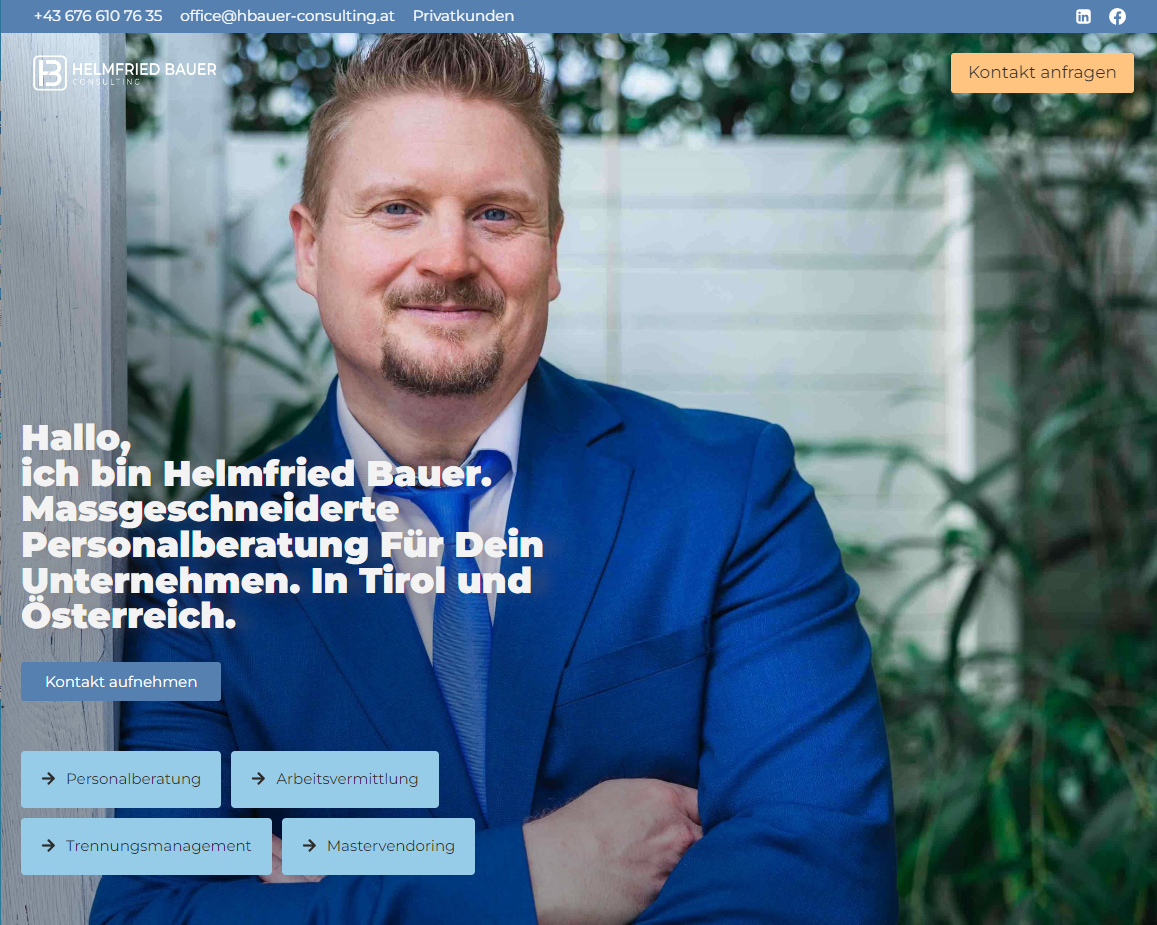 +43 676 610 76 35 office@hbauer-consulting.at Privatkunden
HELMFRIED BAUER
CONSULTING
Kontakt anfragen
Hallo,
ich bin Helmfried Bauer.
Massgeschneiderte
Personalberatung Für Dein
Unternehmen. In Tirol und
Österreich.
Kontakt aufnehmen
Personalberatung
Arbeitsvermittlung
Trennungsmanagement
Mastervendoring